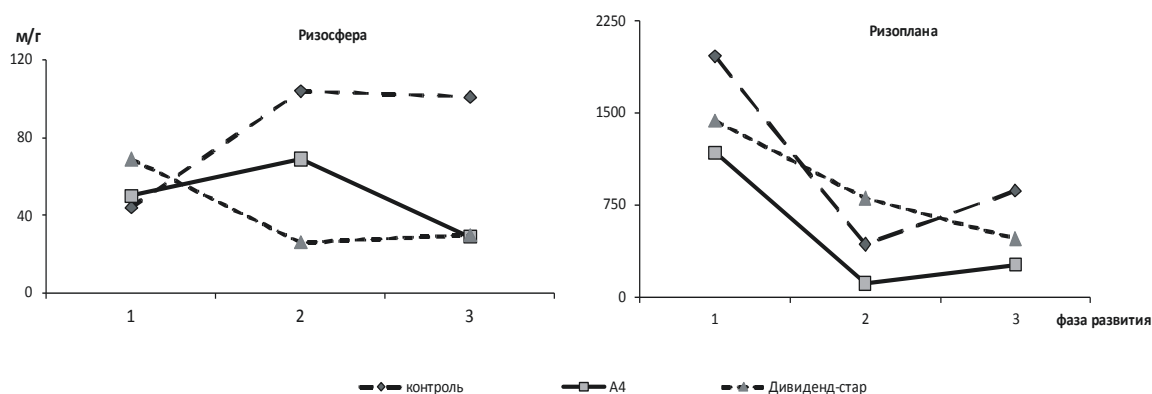 м/г
Ризосфера
120
80
40
0
1 2 3
Ризоплана
2250
1500
750
0
1 2 3 фаза развития
контроль А4 Дивиденд-стар